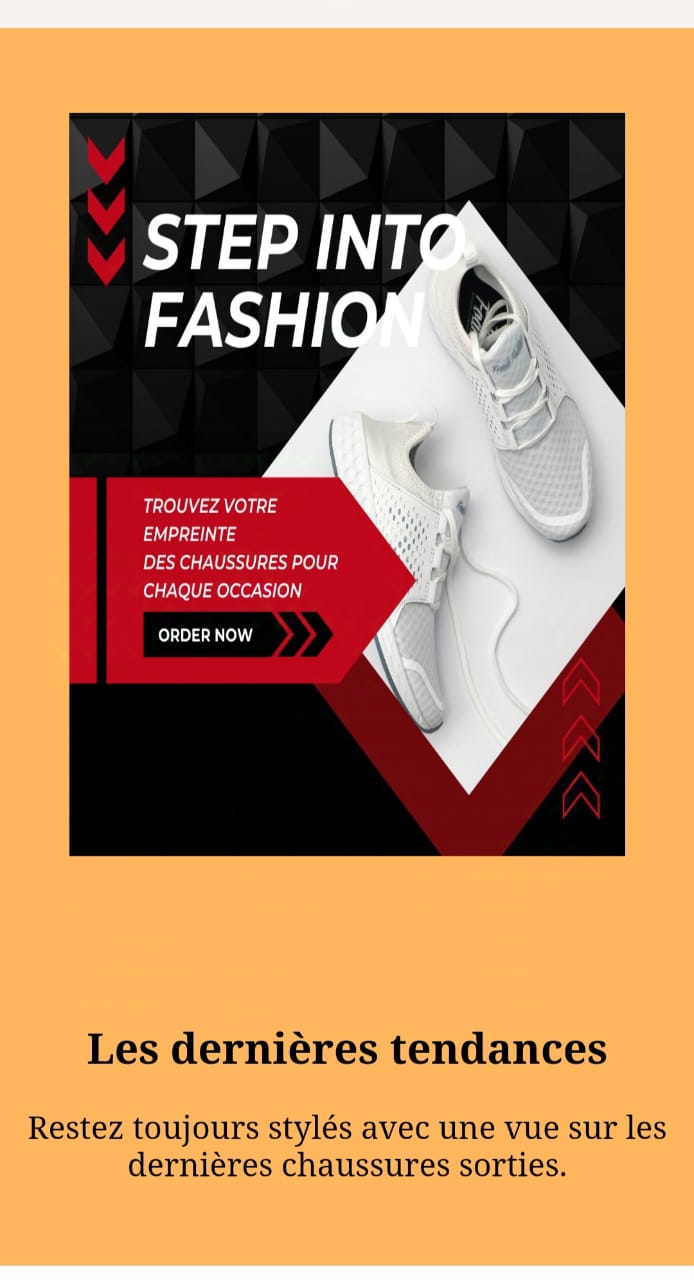 STEP INTO
FASHION
TROUVEZ VOTRE
EMPREINTE
DES CHAUSSURES POUR
CHAQUE OCCASION
ORDER NOW
Les dernières tendances
Restez toujours stylés avec une vue sur les
dernières chaussures sorties.